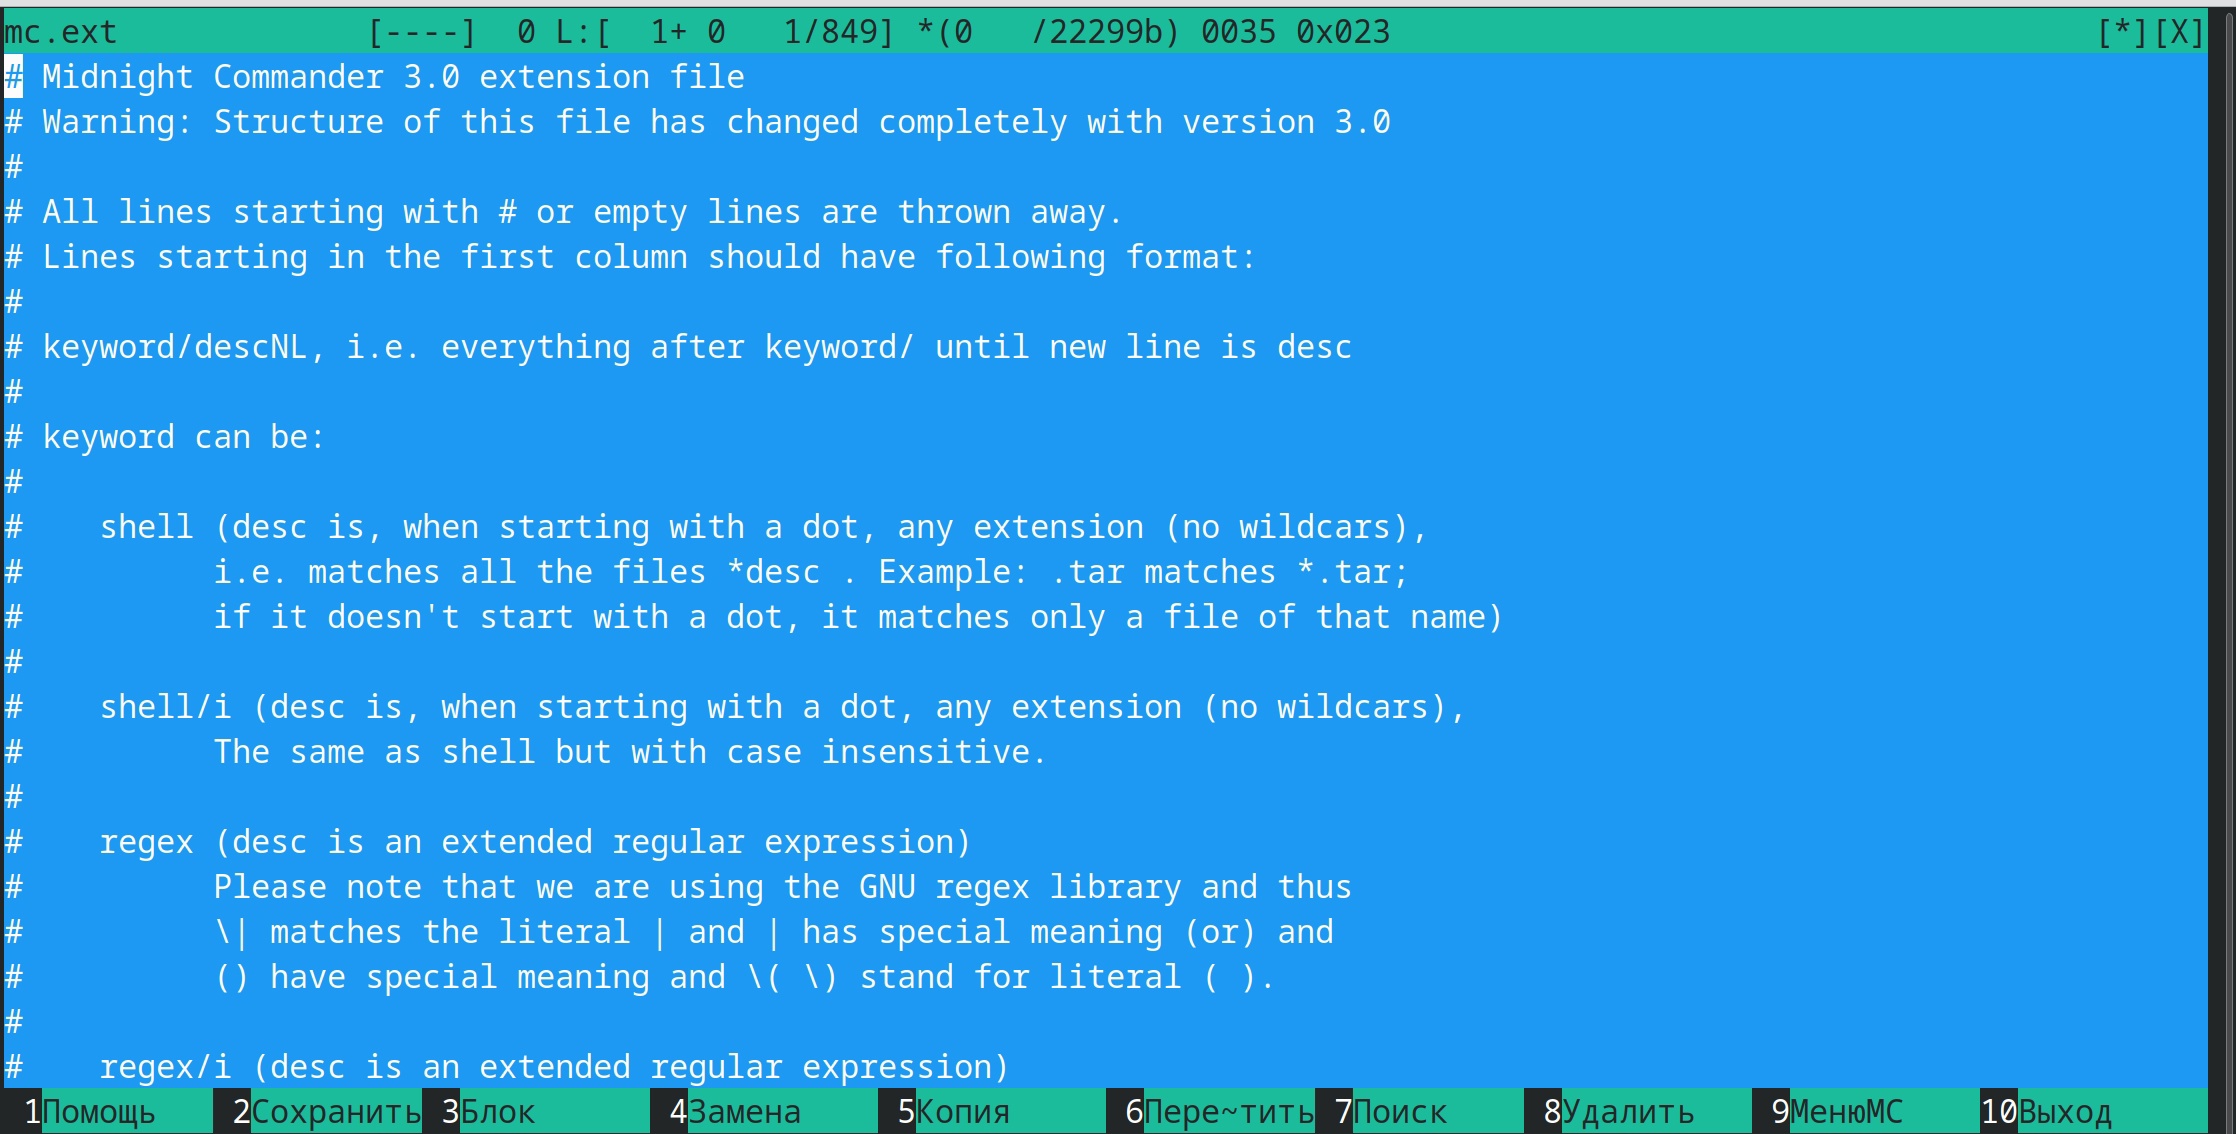 mc.ext [----] 0 L:[ 1+ 0 1/849] *(0 /22299b) 0035 0x023 [*][X]
# Midnight Commander 3.0 extension file
# Warning: Structure of this file has changed completely with version 3.0
#
# All lines starting with # or empty lines are thrown away.
# Lines starting in the first column should have following format:
#
# keyword/descNL, i.e. everything after keyword/ until new line is desc
#
# keyword can be:
#
#    shell (desc is, when starting with a dot, any extension (no wildcars),
#          i.e. matches all the files *desc . Example: .tar matches *.tar;
#          if it doesn't start with a dot, it matches only a file of that name)
#
#    shell/i (desc is, when starting with a dot, any extension (no wildcars),
#          The same as shell but with case insensitive.
#
#    regex (desc is an extended regular expression)
#          Please note that we are using the GNU regex library and thus
#          \| matches the literal | and | has special meaning (or) and
#          () have special meaning and \( \) stand for literal ( ).
#
#    regex/i (desc is an extended regular expression)
1Помощь 2Сохранить 3Блок 4Замена 5Копия 6Пере~тить 7Поиск 8Удалить 9МенюMC 10Выход